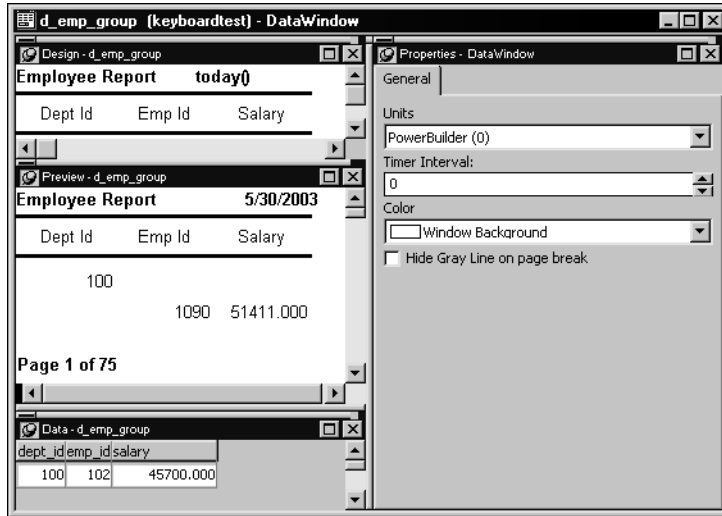 d_emp_group (keyboardtest) - DataWindow
Design - d_emp_group
Employee Report today()
Dept Id Emp Id Salary
Preview - d_emp_group
Employee Report 5/30/2003
Dept Id Emp Id Salary
100
1090 51411.000
Page 1 of 75
Data - d_emp_group
dept_id emp_id salary
100 102 45700.000
Properties - DataWindow
General
Units
PowerBuilder (0)
Timer Interval:
0
Color
Window Background
Hide Gray Line on page break